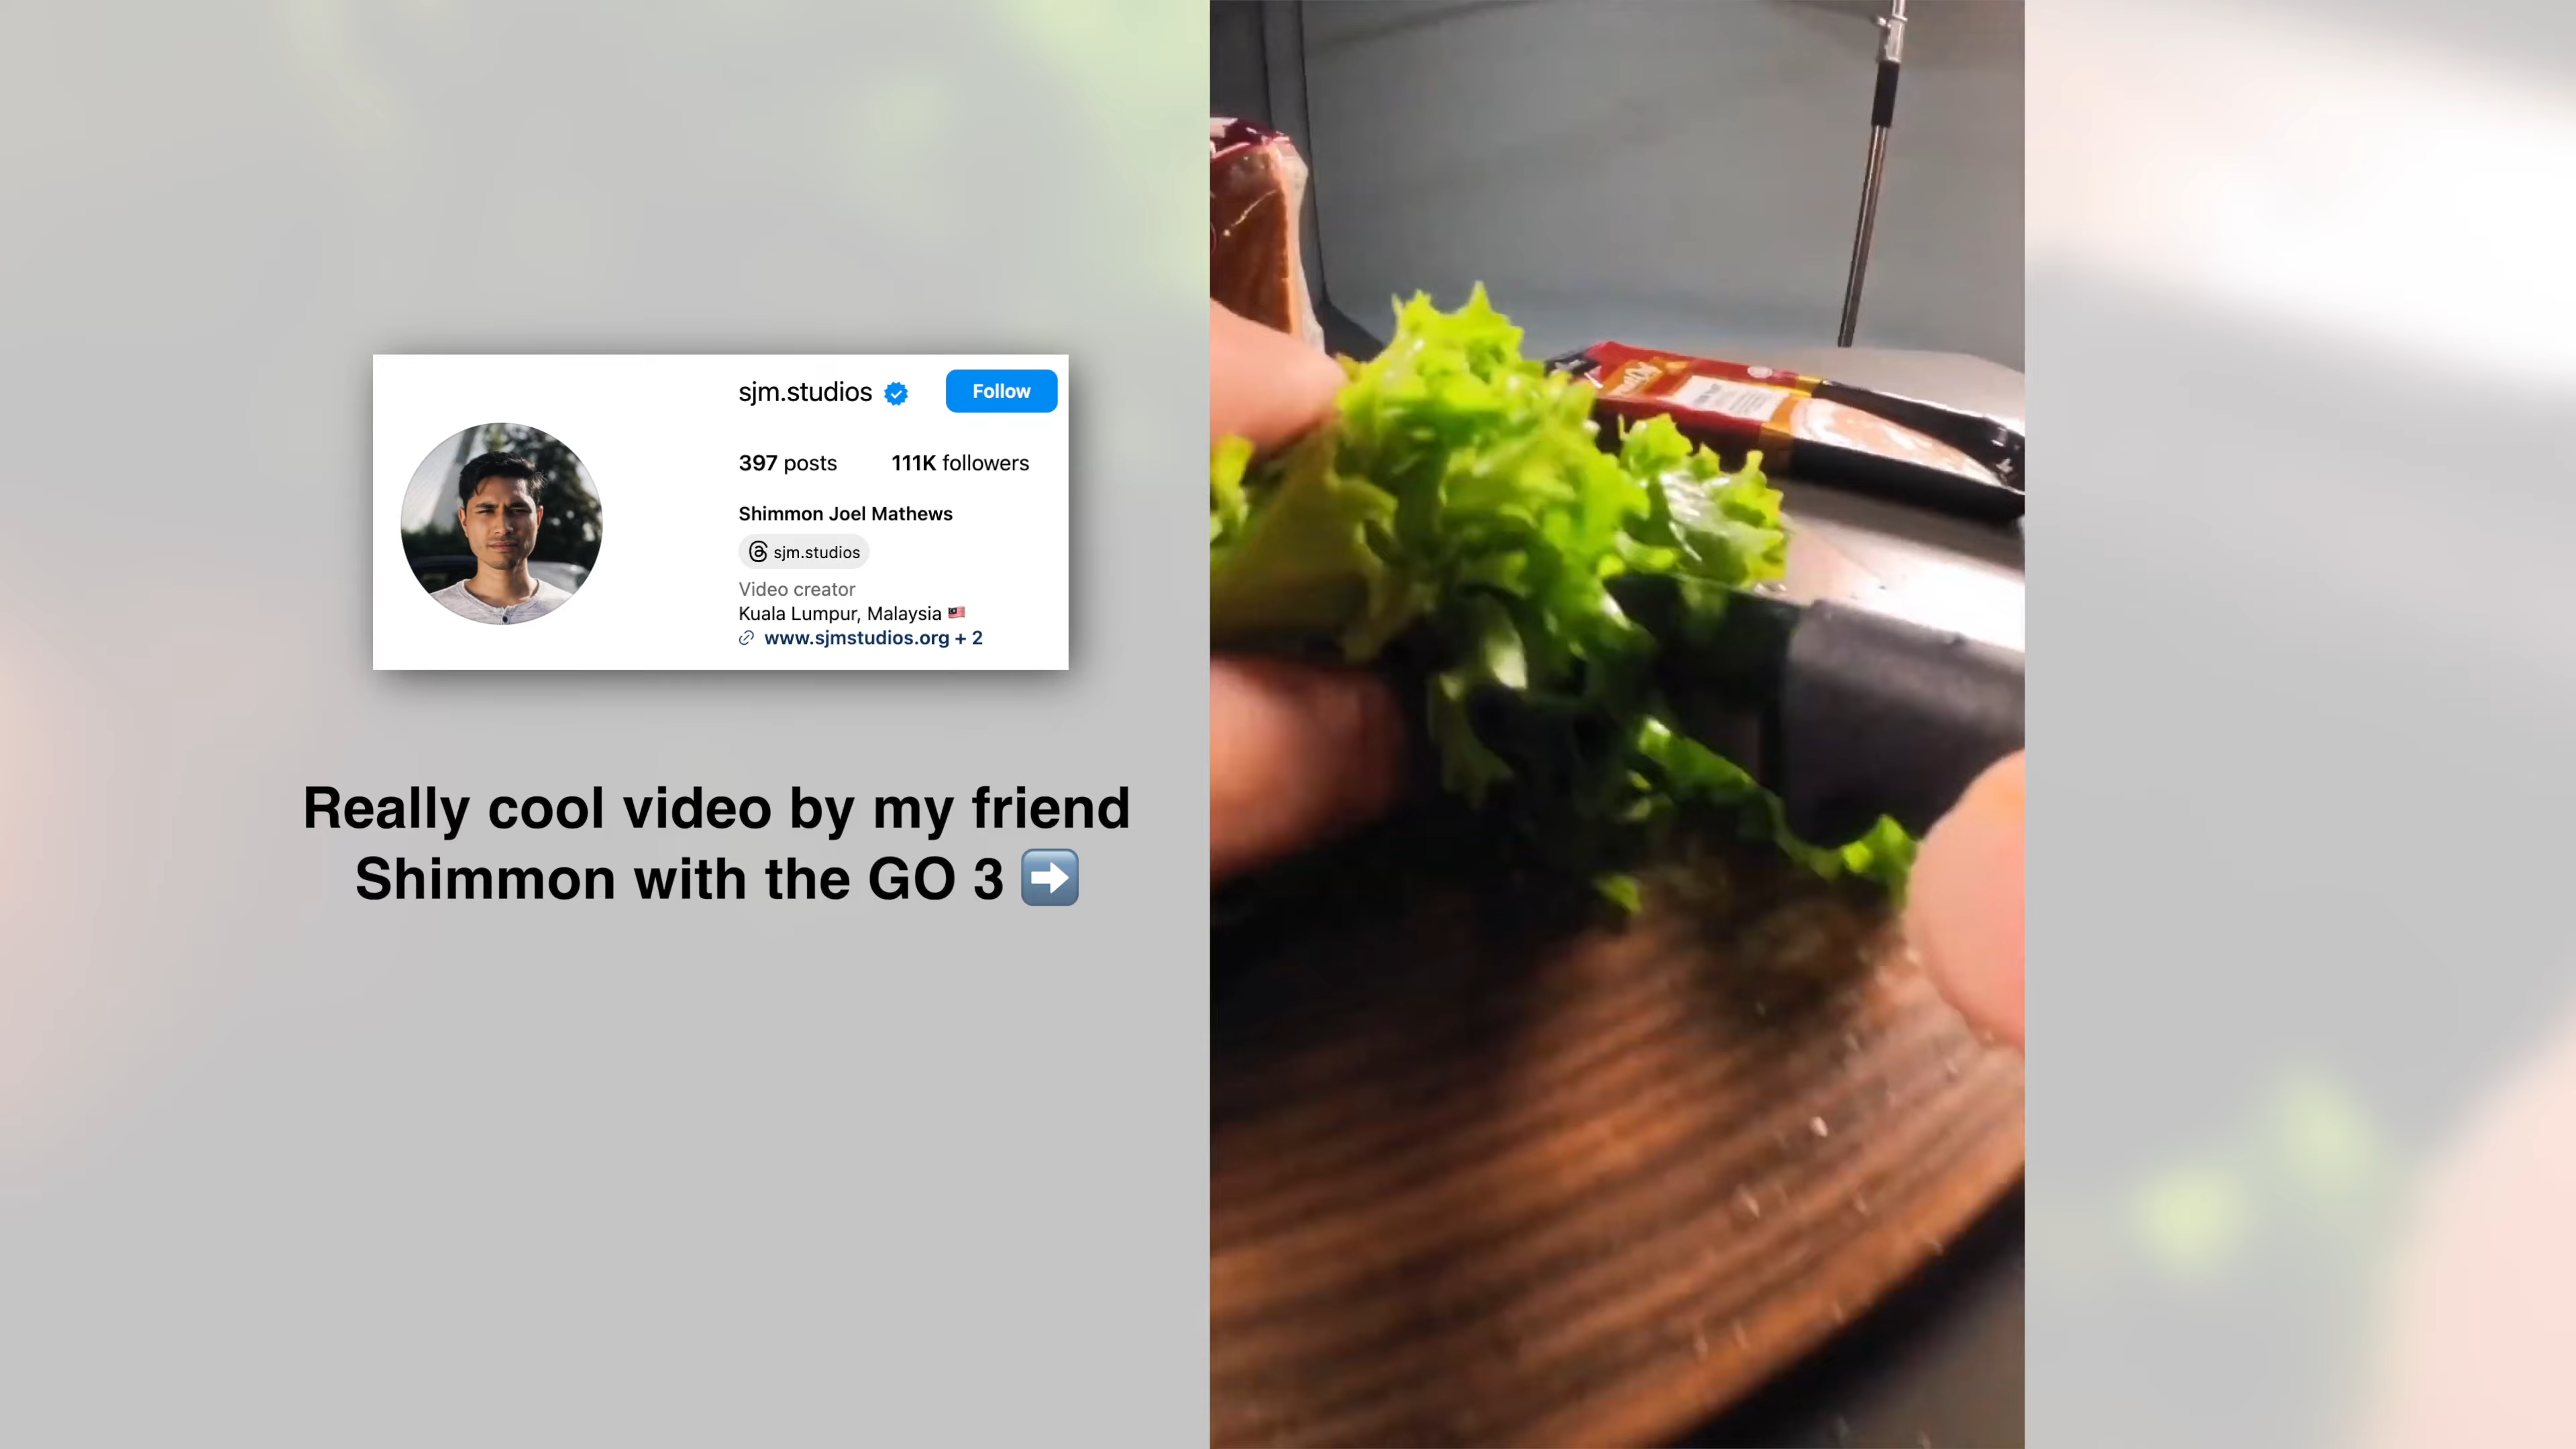 sjm.studios
Follow
397 posts 111K followers
Shimmon Joel Mathews
sjm.studios
Video creator
Kuala Lumpur, Malaysia 🇲🇾
www.sjmstudios.org + 2
Really cool video by my friend
Shimmon with the GO 3 ➡️